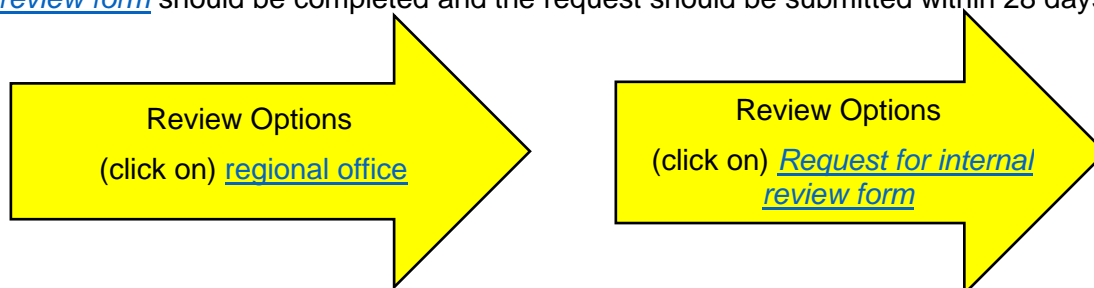 review form should be completed and the request should be submitted within 28 days
Review Options
(click on) regional office
Review Options
(click on) Request for internal
review form